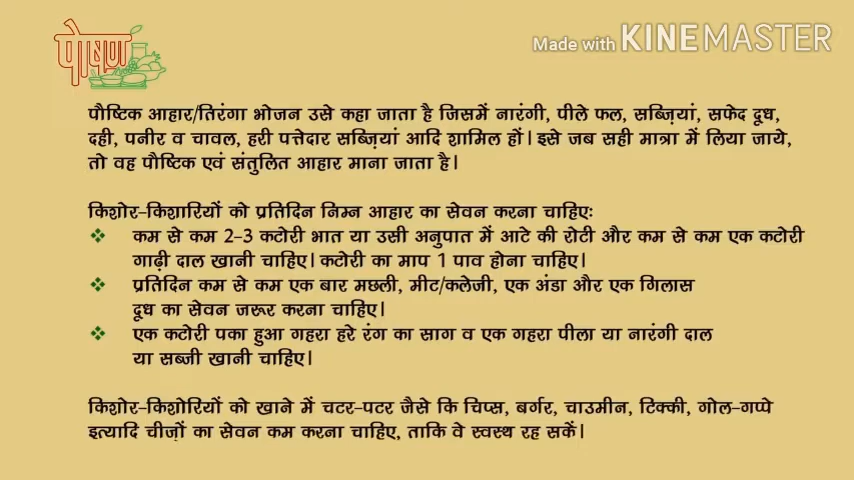 पोषण
Made with KINEMASTER
पौष्टिक आहार/तिरंगा भोजन उसे कहा जाता है जिसमें नारंगी, पीले फल, सब्ज़ियां, सफेद दूध,
दही, पनीर व चावल, हरी पत्तेदार सब्ज़ियां आदि शामिल हों। इसे जब सही मात्रा में लिया जाये,
तो वह पौष्टिक एवं संतुलित आहार माना जाता है।
किशोर-किशारियों को प्रतिदिन निम्न आहार का सेवन करना चाहिएः
❖ कम से कम 2-3 कटोरी भात या उसी अनुपात में आटे की रोटी और कम से कम एक कटोरी
गाढ़ी दाल खानी चाहिए। कटोरी का माप 1 पाव होना चाहिए।
❖ प्रतिदिन कम से कम एक बार मछली, मीट/कलेजी, एक अंडा और एक गिलास
दूध का सेवन जरूर करना चाहिए।
❖ एक कटोरी पका हुआ गहरा हरे रंग का साग व एक गहरा पीला या नारंगी दाल
या सब्जी खानी चाहिए।
किशोर-किशोरियों को खाने में चटर-पटर जैसे कि चिप्स, बर्गर, चाउमीन, टिक्की, गोल-गप्पे
इत्यादि चीज़ों का सेवन कम करना चाहिए, ताकि वे स्वस्थ रह सकें।